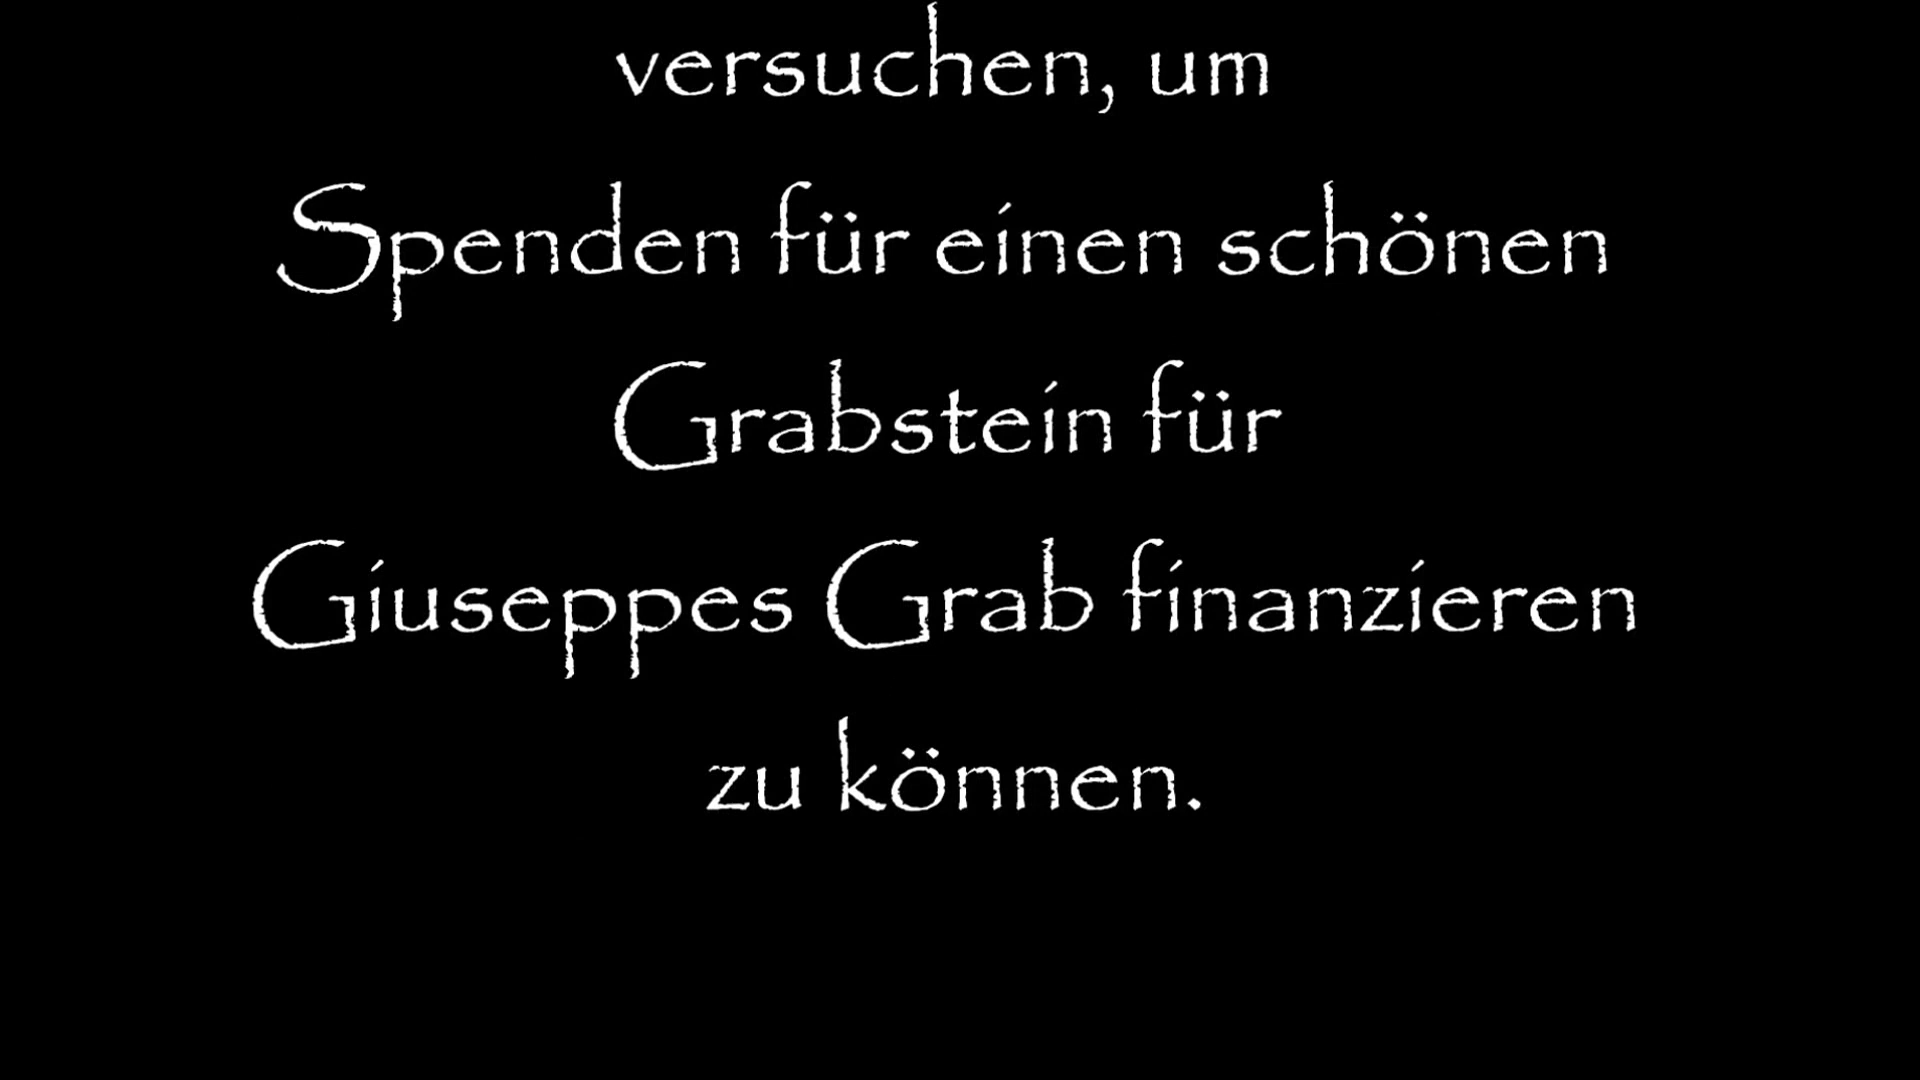 versuchen, um
Spenden für einen schönen
Grabstein für
Giuseppes Grab finanzieren
zu können.